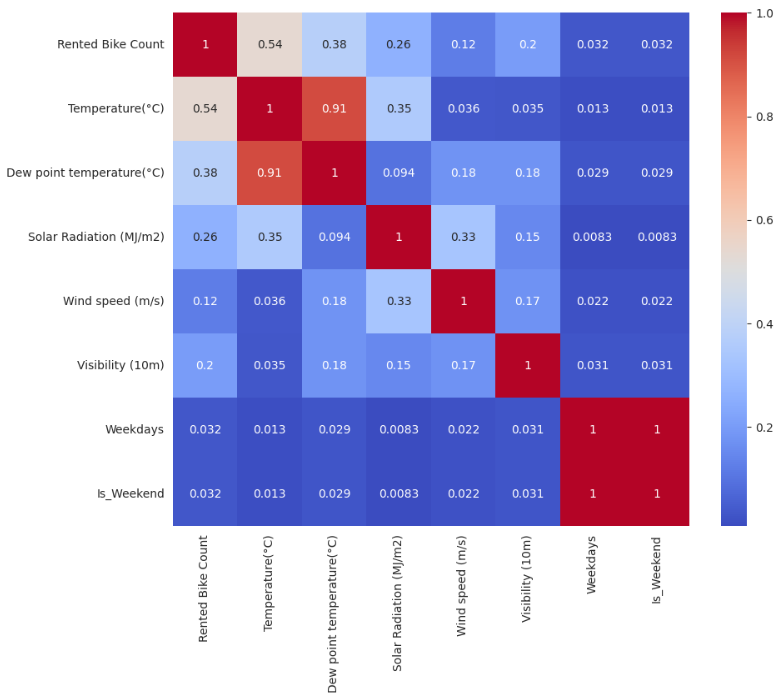 Rented Bike Count 1 0.54 0.38 0.26 0.12 0.2 0.032 0.032
Temperature(°C) 0.54 1 0.91 0.35 0.036 0.035 0.013 0.013
Dew point temperature(°C) 0.38 0.91 1 0.094 0.18 0.18 0.029 0.029
Solar Radiation (MJ/m2) 0.26 0.35 0.094 1 0.33 0.15 0.0083 0.0083
Wind speed (m/s) 0.12 0.036 0.18 0.33 1 0.17 0.022 0.022
Visibility (10m) 0.2 0.035 0.18 0.15 0.17 1 0.031 0.031
Weekdays 0.032 0.013 0.029 0.0083 0.022 0.031 1 1
Is_Weekend 0.032 0.013 0.029 0.0083 0.022 0.031 1 1
Rented Bike Count
Temperature(°C)
Dew point temperature(°C)
Solar Radiation (MJ/m2)
Wind speed (m/s)
Visibility (10m)
Weekdays
Is_Weekend
1.0
0.8
0.6
0.4
0.2